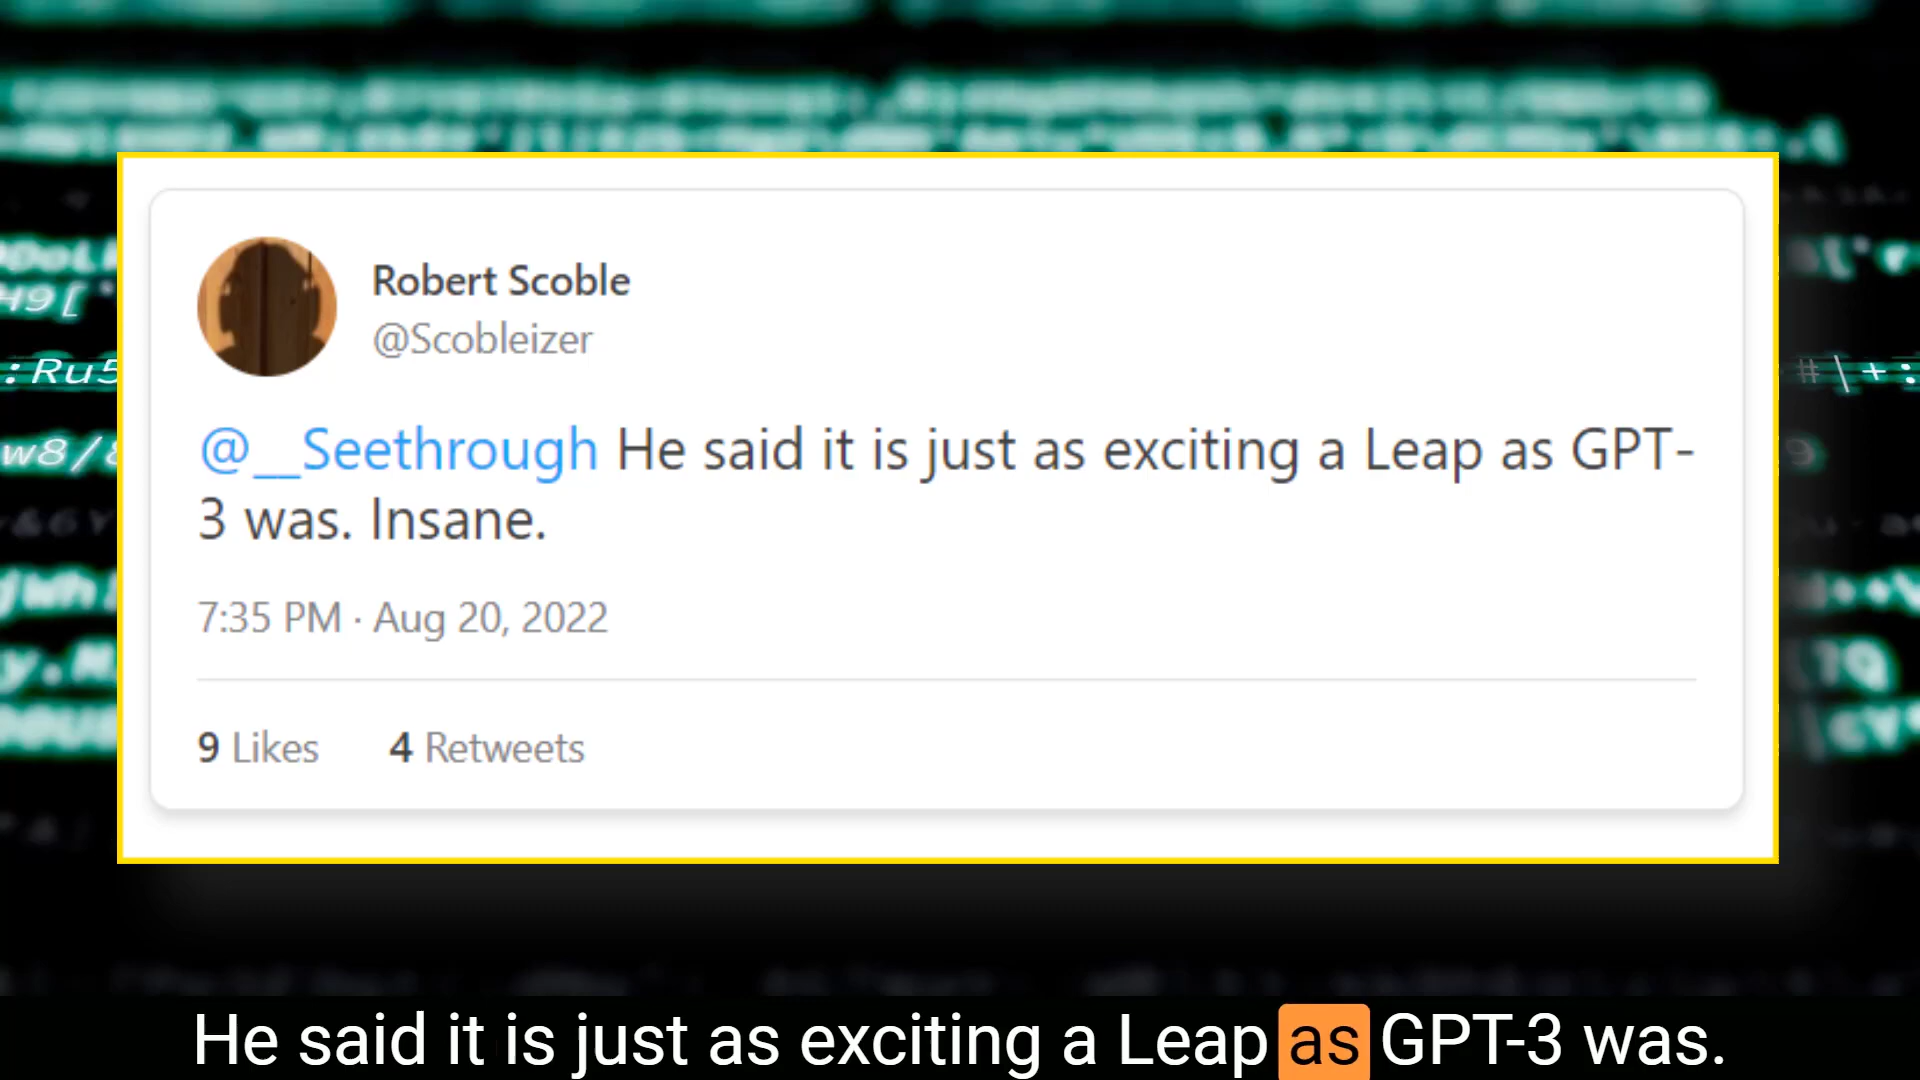 Robert Scoble
@Scobleizer
@__Seethrough He said it is just as exciting a Leap as GPT-
3 was. Insane.
7:35 PM · Aug 20, 2022
9 Likes 4 Retweets
He said it is just as exciting a Leap as GPT-3 was.